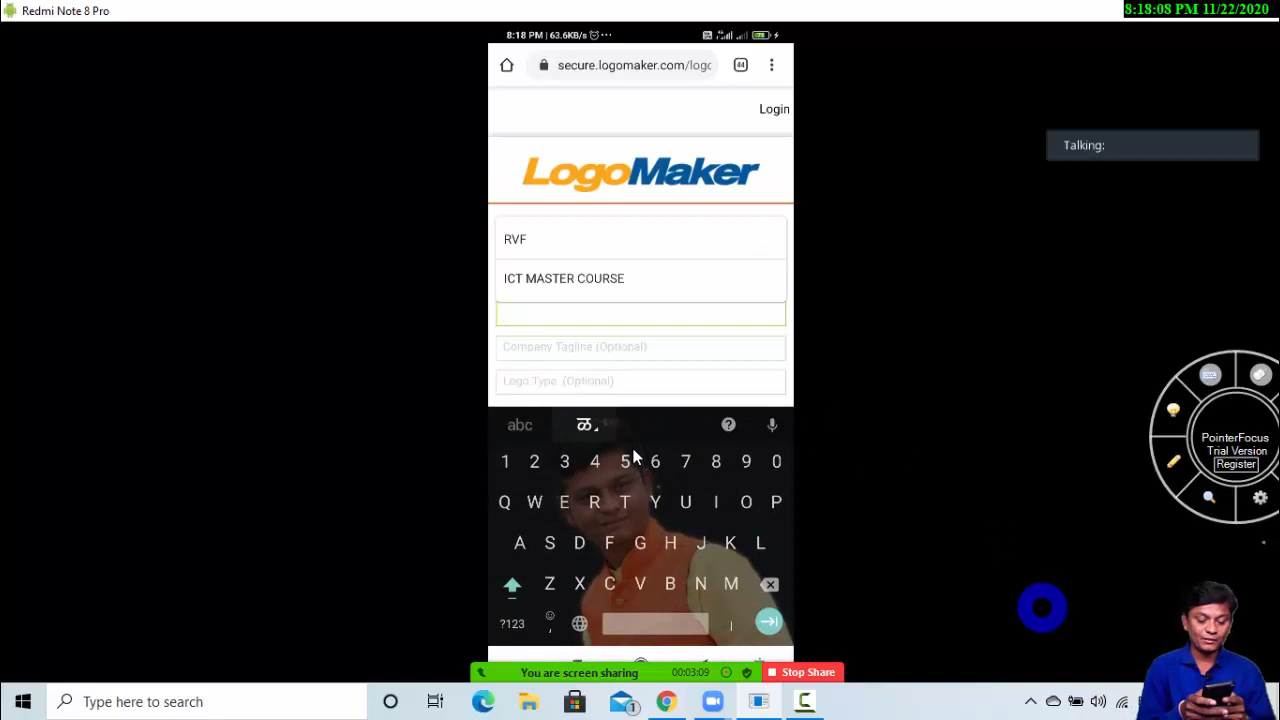 Redmi Note 8 Pro
8:18:08 PM 11/22/2020
8:18 PM | 63.6KB/s
secure.logomaker.com/logo
44
Login
LogoMaker
Talking:
RVF
ICT MASTER COURSE
Company Tagline (Optional)
Logo Type (Optional)
abc ळ
1 2 3 4 5 6 7 8 9 0
Q W E R T Y U I O P
A S D F G H J K L
Z X C V B N M
?123 , |
PointerFocus
Trial Version
Register
You are screen sharing 00:03:09 Stop Share
Type here to search
1